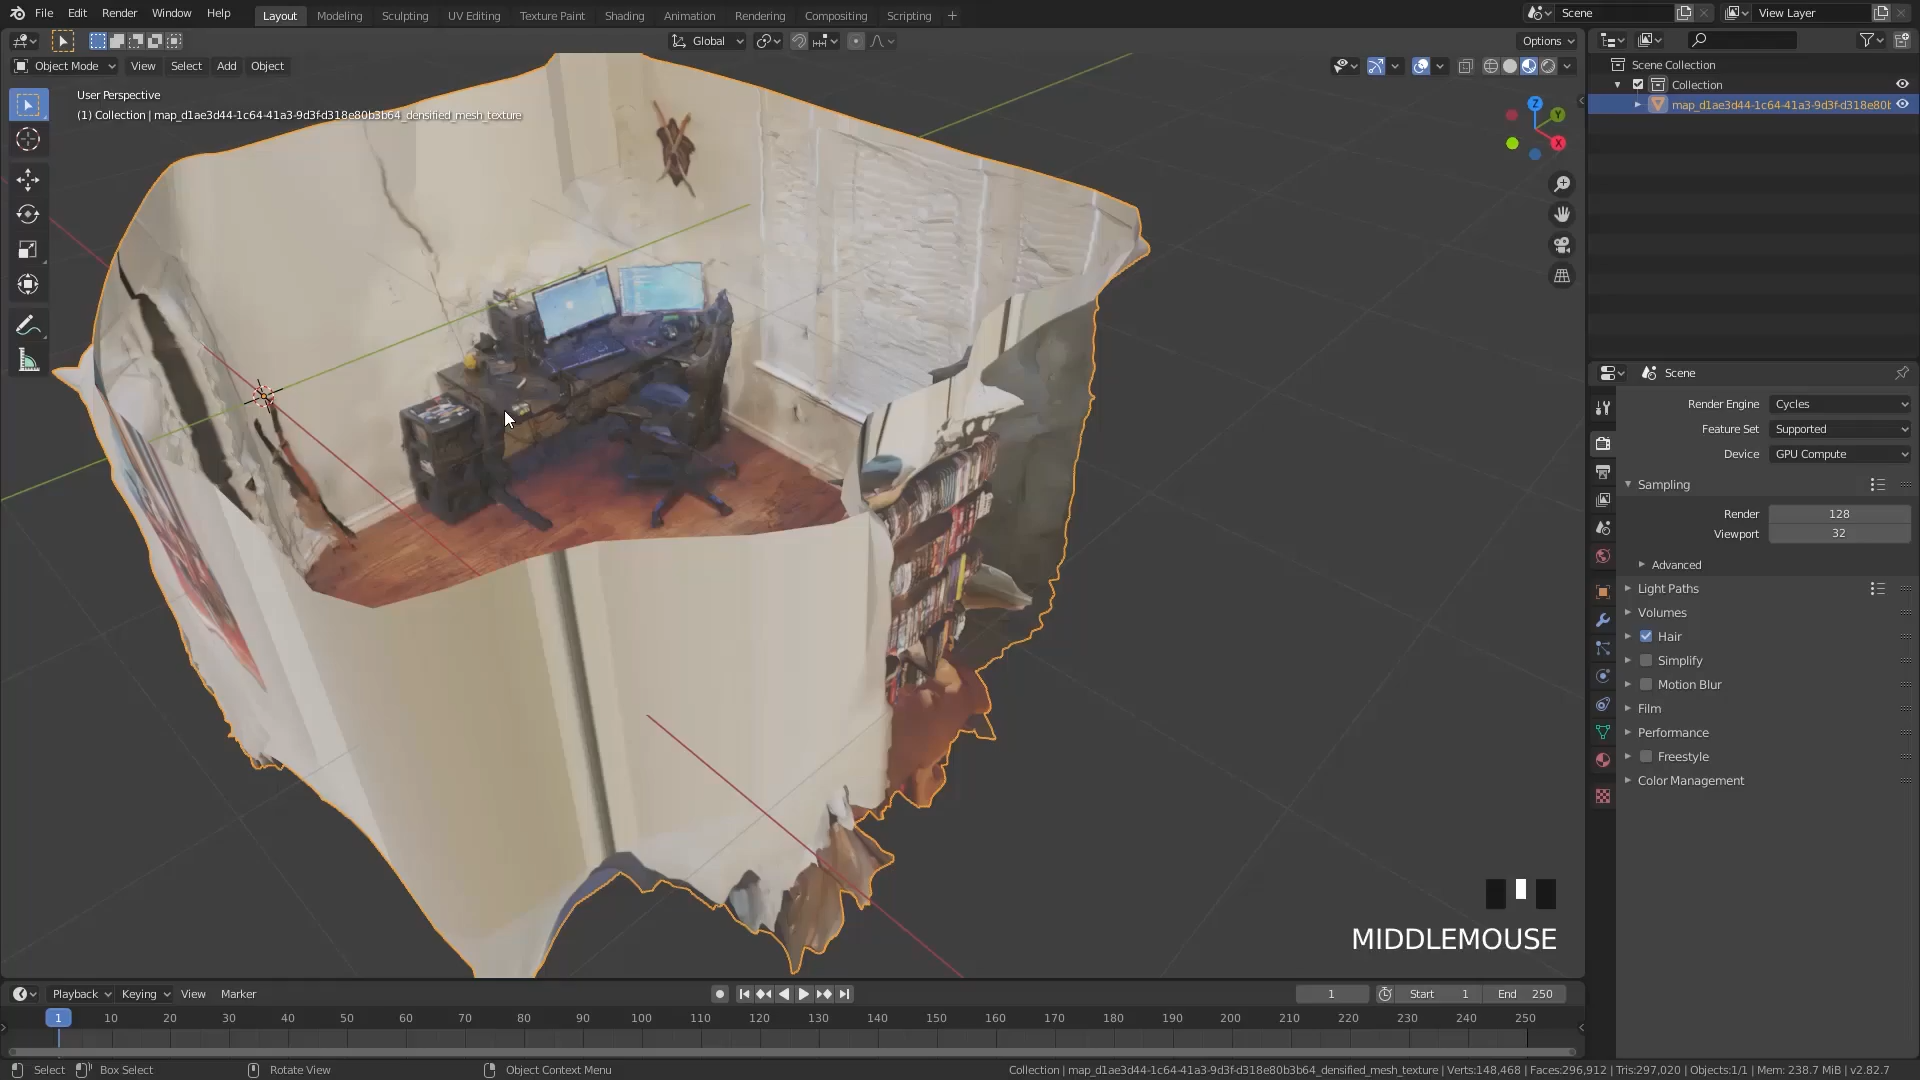 File Edit Render Window Help
Layout Modeling Sculpting UV Editing Texture Paint Shading Animation Rendering Compositing Scripting +
Scene
View Layer
Global
Options
Object Mode View Select Add Object
User Perspective
(1) Collection | map_d1ae3d44-1c64-41a3-9d3f-d318e80b3b64_densified_mesh_texture
Z
Y
X
Scene Collection
Collection
map_d1ae3d44-1c64-41a3-9d3f-d318e80b
Scene
Render Engine Cycles
Feature Set Supported
Device GPU Compute
Sampling
Render 128
Viewport 32
Advanced
Light Paths
Volumes
Hair
Simplify
Motion Blur
Film
Performance
Freestyle
Color Management
MIDDLEMOUSE
Playback Keying View Marker
1 Start 1 End 250
1 10 20 30 40 50 60 70 80 90 100 110 120 130 140 150 160 170 180 190 200 210 220 230 240 250
Select Box Select Rotate View Object Context Menu
Collection | map_d1ae3d44-1c64-41a3-9d3f-d318e80b3b64_densified_mesh_texture | Verts:148,468 | Faces:296,912 | Tris:297,020 | Objects:1/1 | Mem: 238.7 MiB | v2.82.7